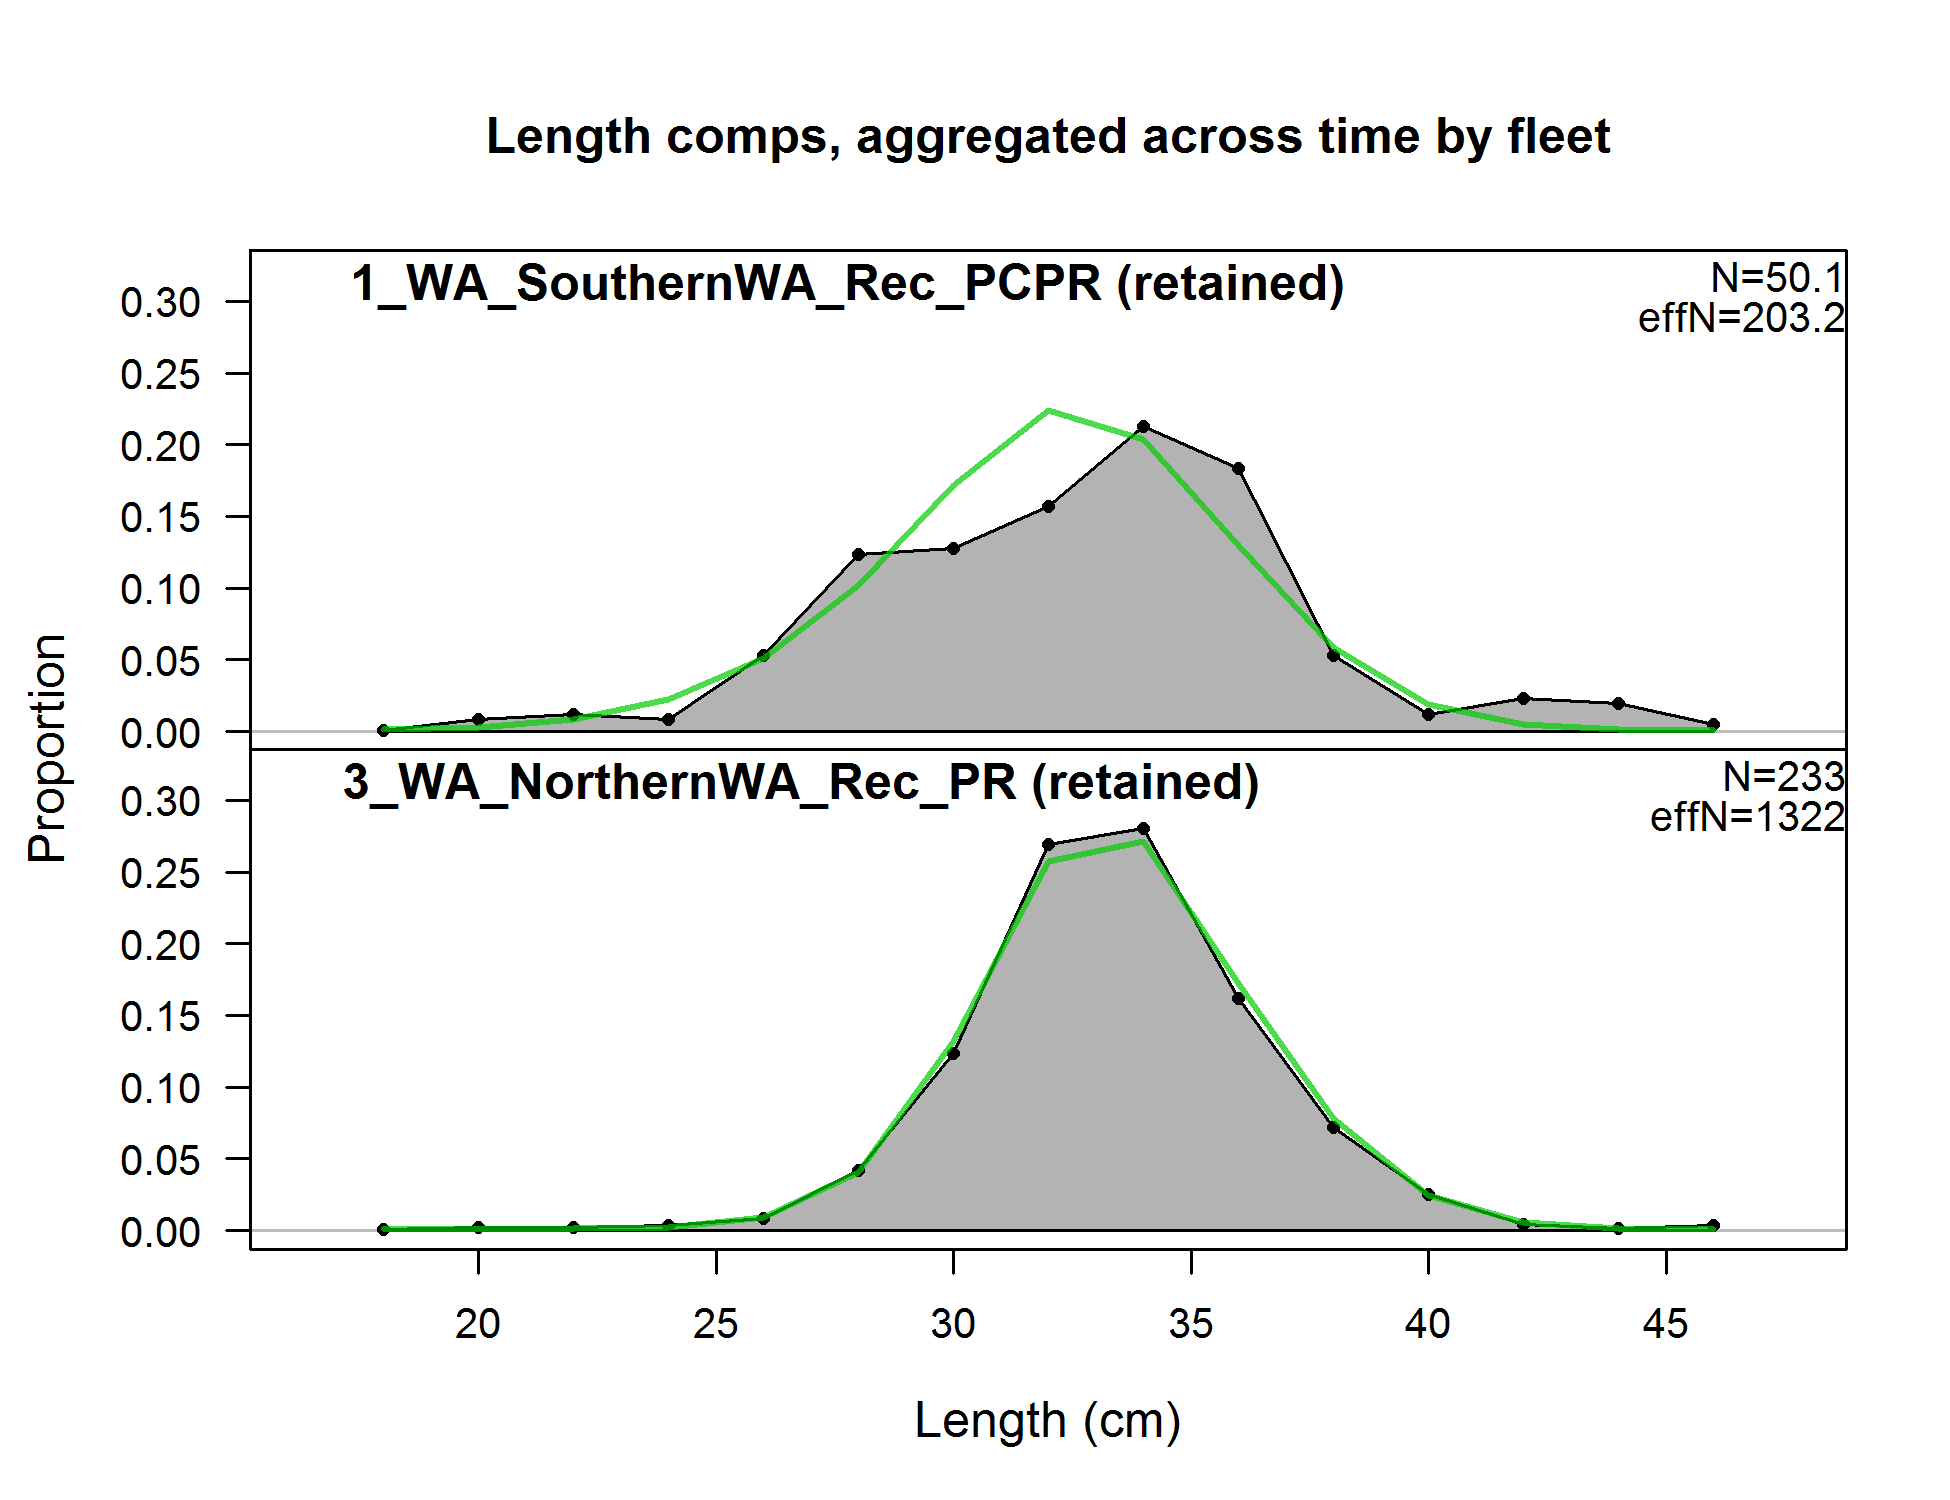 Length comps, aggregated across time by fleet
1_WA_SouthernWA_Rec_PCPR (retained)
N=50.1
effN=203.2
0.30
0.25
0.20
0.15
0.10
0.05
0.00
Proportion
3_WA_NorthernWA_Rec_PR (retained)
N=233
effN=1322
0.30
0.25
0.20
0.15
0.10
0.05
0.00
20 25 30 35 40 45
Length (cm)